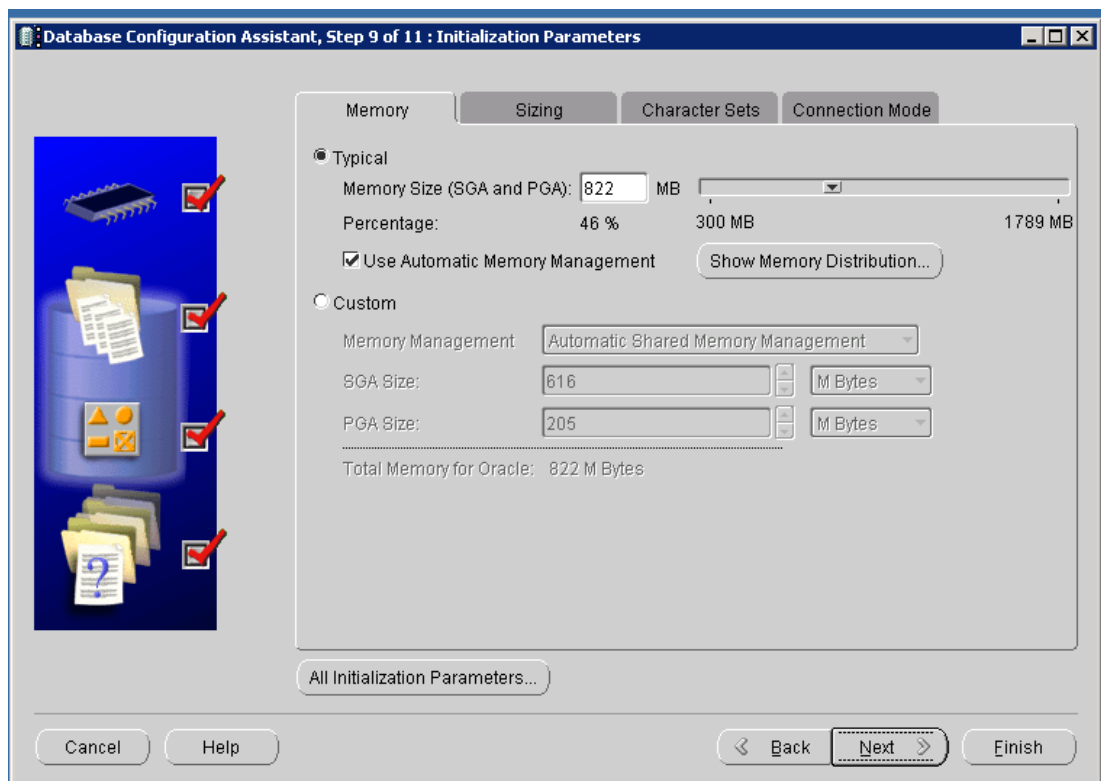 Database Configuration Assistant, Step 9 of 11 : Initialization Parameters
Memory Sizing Character Sets Connection Mode
Typical
Memory Size (SGA and PGA): 822 MB
Percentage: 46 % 300 MB 1789 MB
Use Automatic Memory Management Show Memory Distribution...
Custom
Memory Management Automatic Shared Memory Management
SGA Size: 616 M Bytes
PGA Size: 205 M Bytes
Total Memory for Oracle: 822 M Bytes
?
All Initialization Parameters...
Cancel Help Back Next Finish